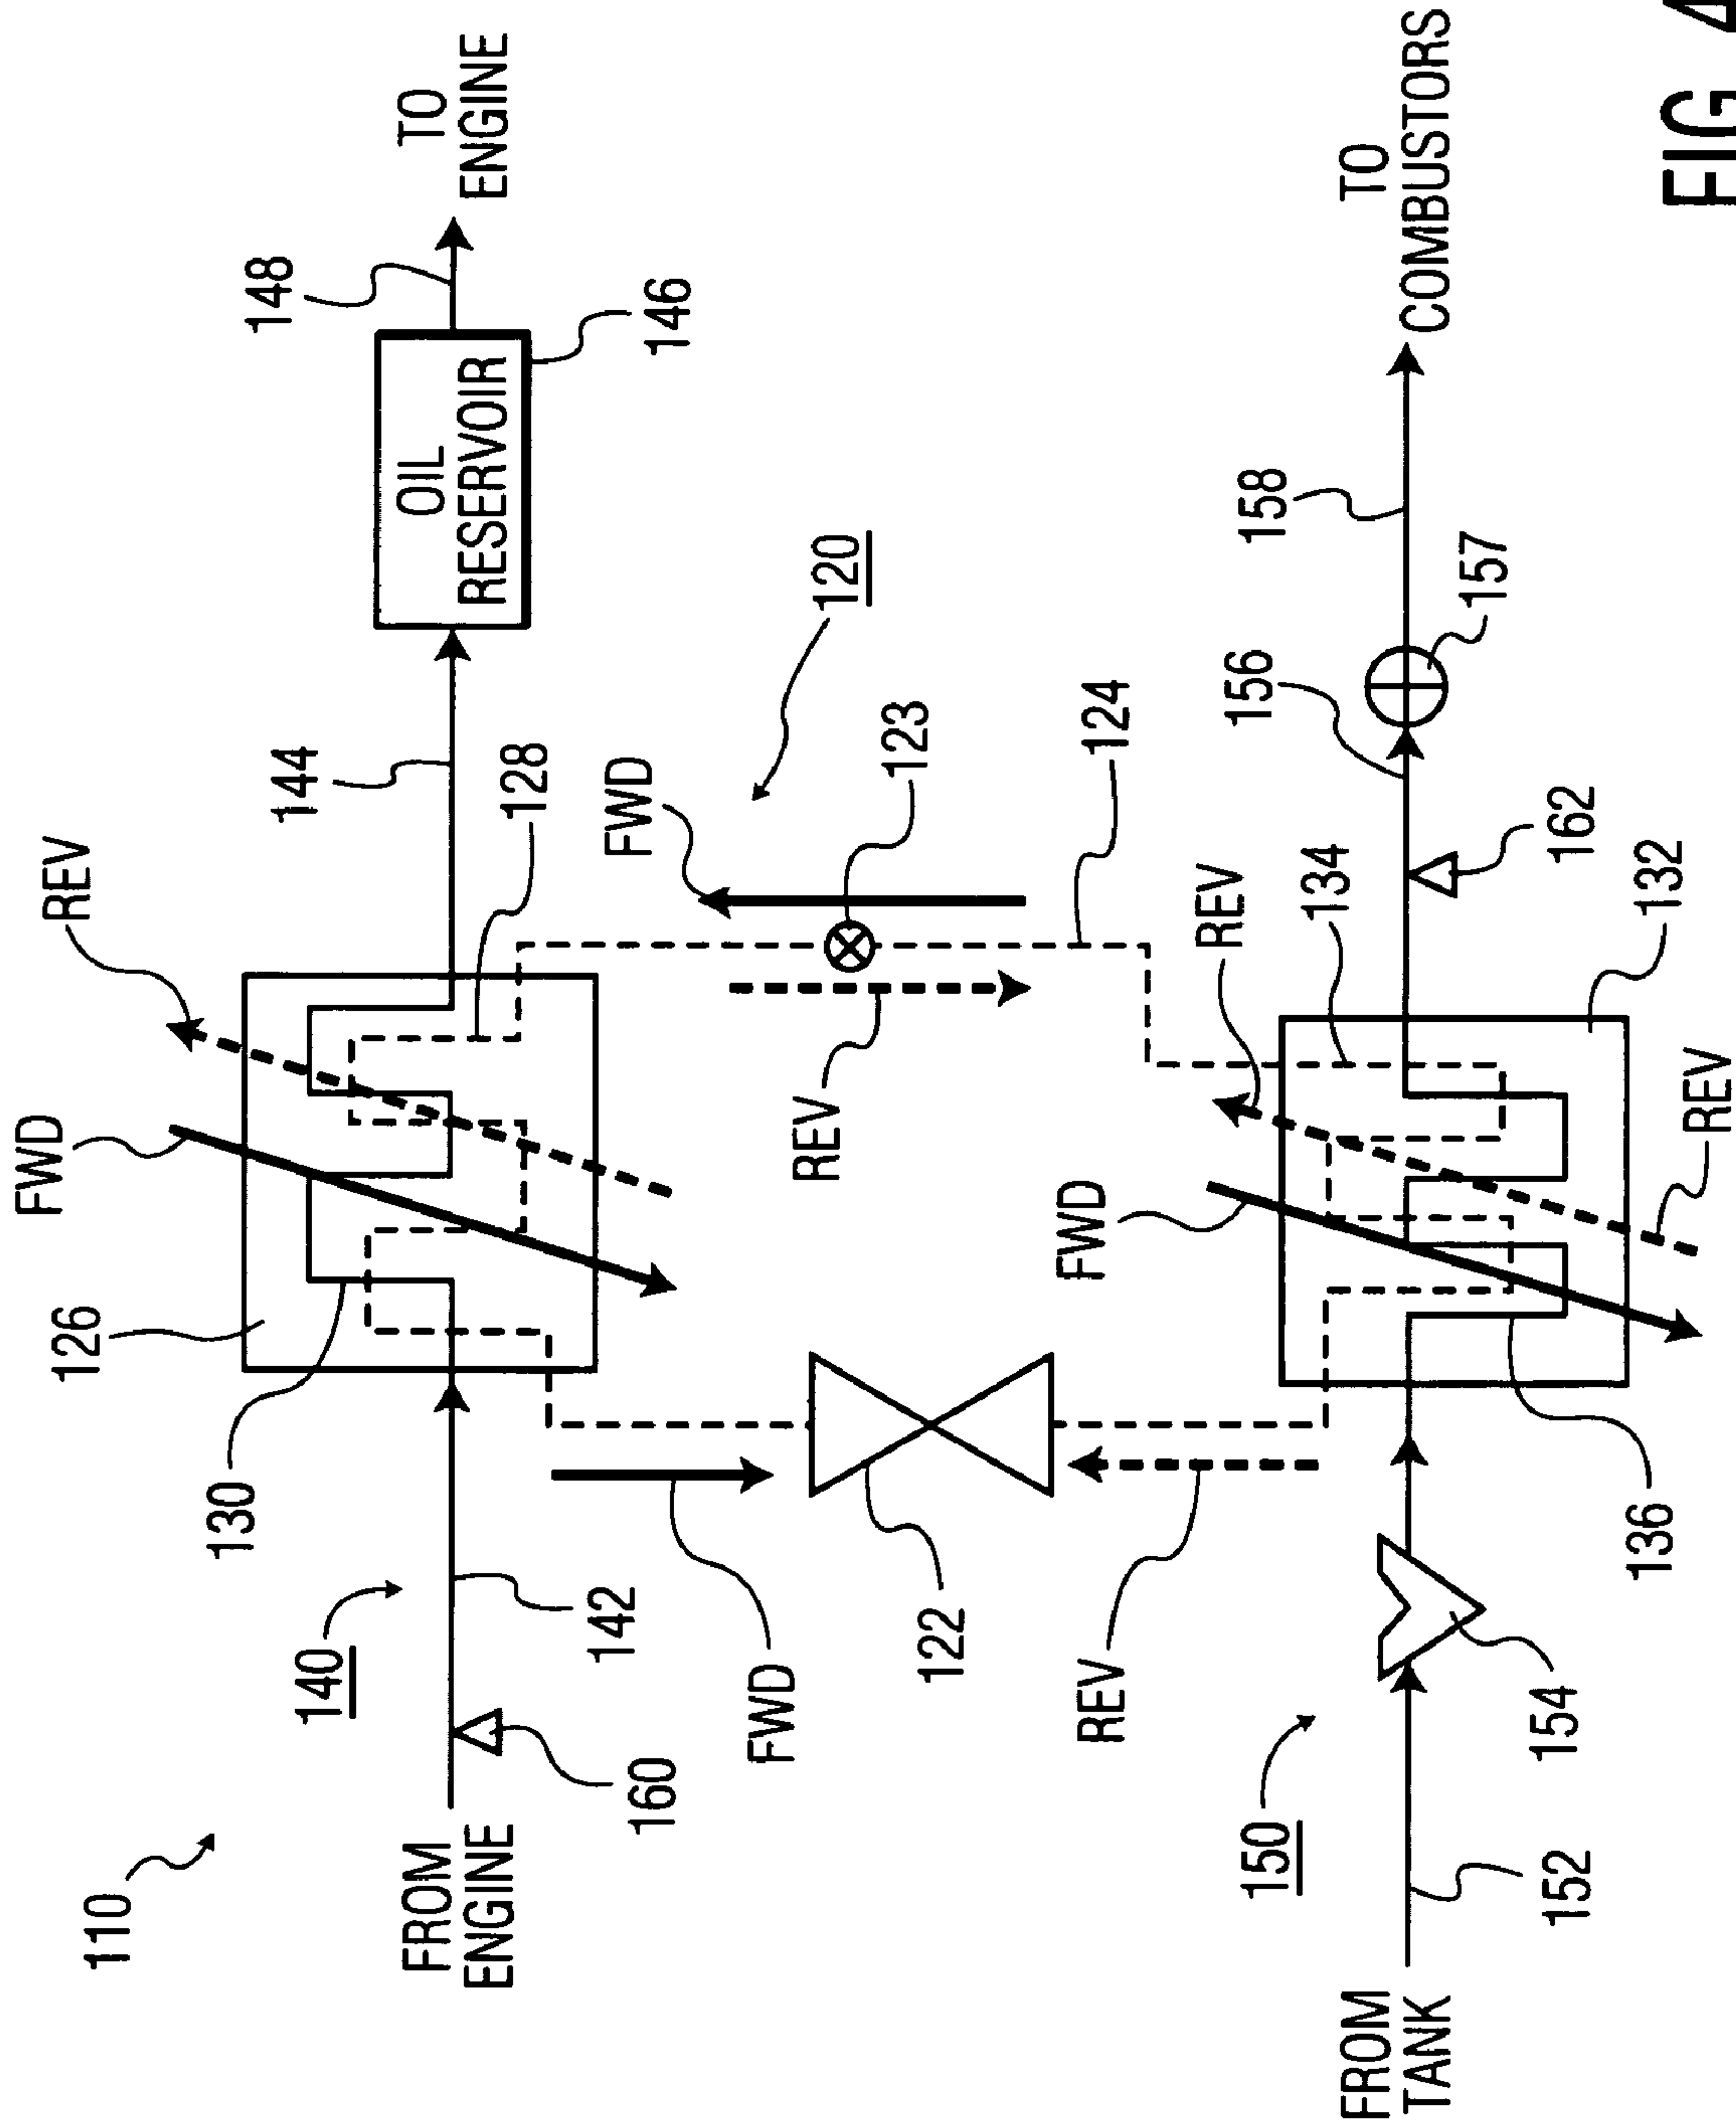 110
140
FROM
ENGINE
160
142
130
126
FWD
REV
144
128
OIL
RESERVOIR
146
148
TO
ENGINE
FWD
122
REV
REV
FWD
123
120
124
150
FROM
TANK
152
154
136
FWD
REV
134
REV
132
162
156
157
158
TO
COMBUSTORS
FIG 4